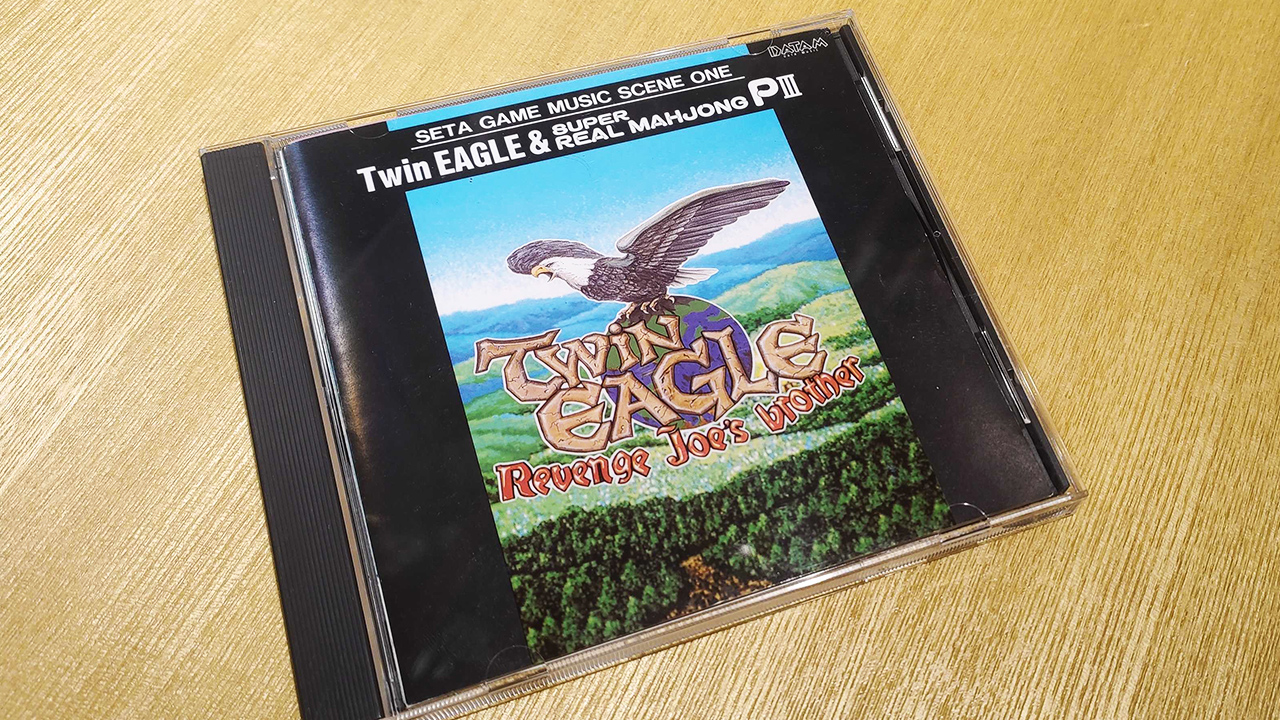 DATAM
SETA GAME MUSIC SCENE ONE
Twin EAGLE & SUPER REAL MAHJONG PIII
TWIN
EAGLE
Revenge Joe's brother